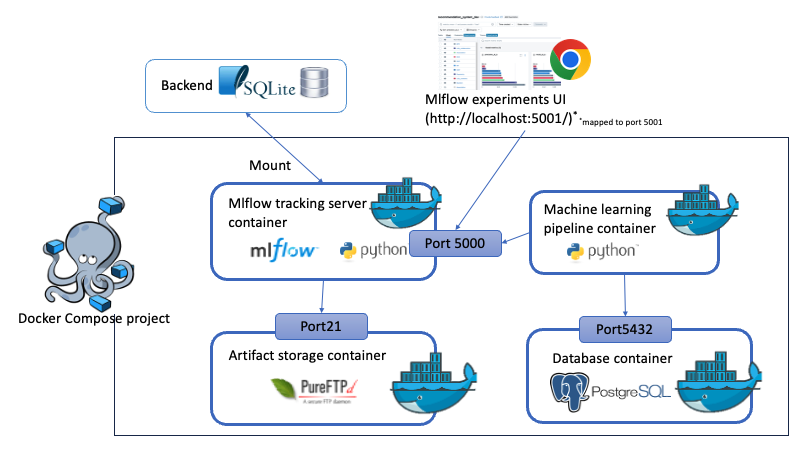 Backend
SQLite
Mlflow experiments UI
(http://localhost:5001/)*
*mapped to port 5001
Mount
Mlflow tracking server
container
mlflow
python
Port 5000
Machine learning
pipeline container
python
Docker Compose project
Port21
Artifact storage container
PureFTPd
A secure FTP daemon
Port5432
Database container
PostgreSQL